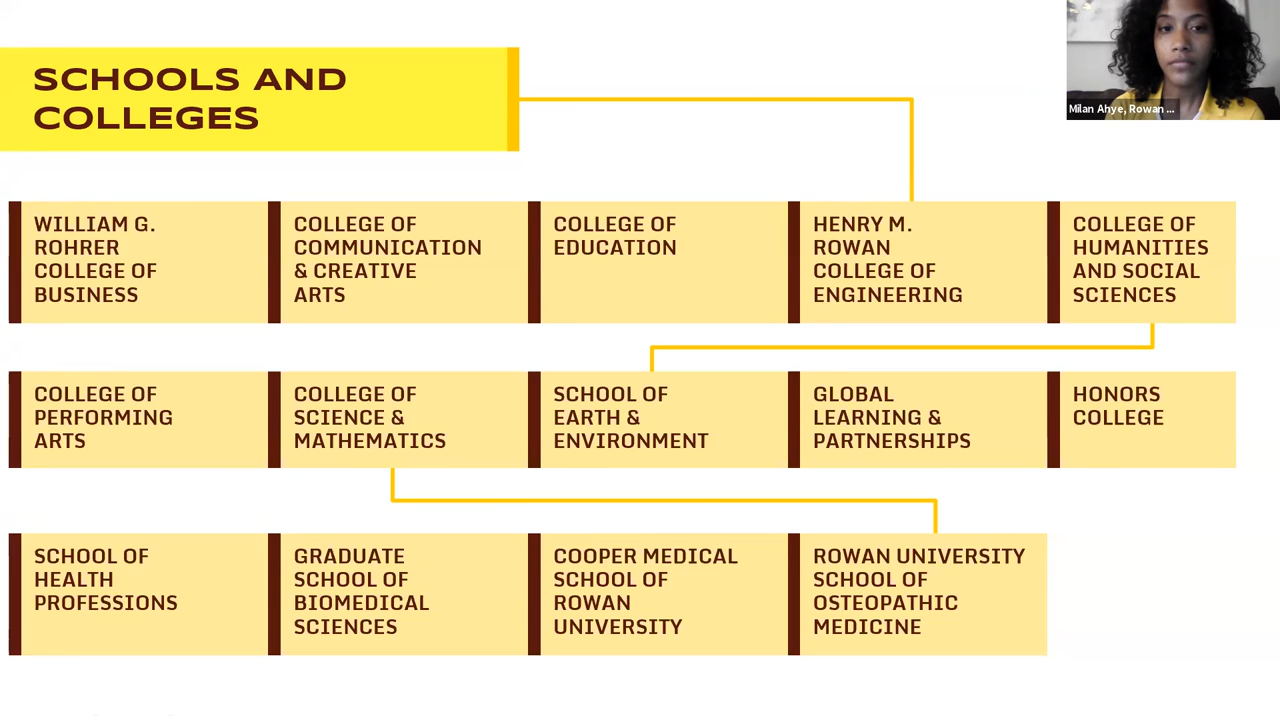 SCHOOLS AND
COLLEGES
Milan Ahye, Rowan ...
WILLIAM G.
ROHRER
COLLEGE OF
BUSINESS
COLLEGE OF
COMMUNICATION
& CREATIVE
ARTS
COLLEGE OF
EDUCATION
HENRY M.
ROWAN
COLLEGE OF
ENGINEERING
COLLEGE OF
HUMANITIES
AND SOCIAL
SCIENCES
COLLEGE OF
PERFORMING
ARTS
COLLEGE OF
SCIENCE &
MATHEMATICS
SCHOOL OF
EARTH &
ENVIRONMENT
GLOBAL
LEARNING &
PARTNERSHIPS
HONORS
COLLEGE
SCHOOL OF
HEALTH
PROFESSIONS
GRADUATE
SCHOOL OF
BIOMEDICAL
SCIENCES
COOPER MEDICAL
SCHOOL OF
ROWAN
UNIVERSITY
ROWAN UNIVERSITY
SCHOOL OF
OSTEOPATHIC
MEDICINE